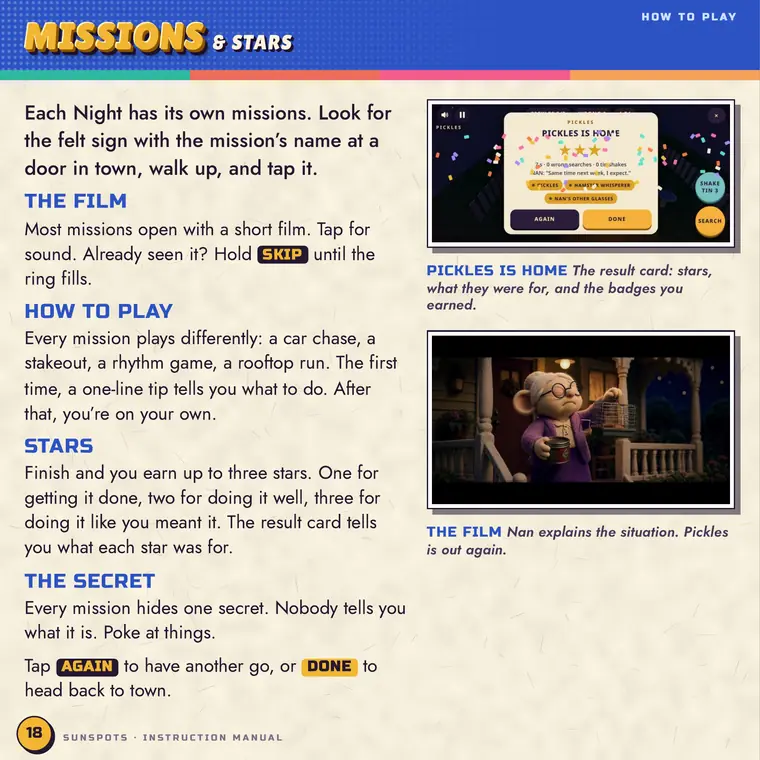 HOW TO PLAY
MISSIONS & STARS
Each Night has its own missions. Look for
the felt sign with the mission's name at a
door in town, walk up, and tap it.
THE FILM
Most missions open with a short film. Tap for
sound. Already seen it? Hold SKIP until the
ring fills.
HOW TO PLAY
Every mission plays differently: a car chase, a
stakeout, a rhythm game, a rooftop run. The first
time, a one-line tip tells you what to do. After
that, you're on your own.
STARS
Finish and you earn up to three stars. One for
getting it done, two for doing it well, three for
doing it like you meant it. The result card tells
you what each star was for.
THE SECRET
Every mission hides one secret. Nobody tells you
what it is. Poke at things.
Tap AGAIN to have another go, or DONE to
head back to town.
PICKLES
PICKLES
PICKLES IS HOME
0 wrong searches · 0 tin shakes
NAN: "Same time next week, I expect."
PICKLES
HAMSTER WHISPERER
NAN'S OTHER GLASSES
AGAIN
DONE
SHAKE
TIN 3
SEARCH
PICKLES IS HOME The result card: stars,
what they were for, and the badges you
earned.
THE FILM Nan explains the situation. Pickles
is out again.
18
SUNSPOTS · INSTRUCTION MANUAL